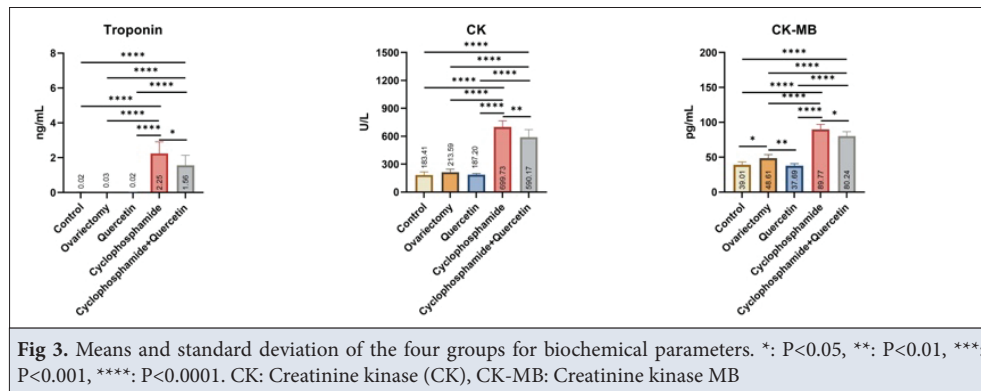 Troponin
ng/mL
8
6
4
2
0
****
****
****
****
****
****
*
0.02
0.03
0.02
2.25
1.56
Control
Ovariectomy
Quercetin
Cyclophosphamide
Cyclophosphamide+Quercetin
CK
U/L
1500
1200
900
600
300
0
****
****
**** ****
****
****
**
183.41
213.59
187.20
699.73
590.17
Control
Ovariectomy
Quercetin
Cyclophosphamide
Cyclophosphamide+Quercetin
CK-MB
pg/mL
200
150
100
50
0
****
****
**** ****
****
****
*
*
**
39.01
48.61
37.69
89.77
80.24
Control
Ovariectomy
Quercetin
Cyclophosphamide
Cyclophosphamide+Quercetin
Fig 3. Means and standard deviation of the four groups for biochemical parameters. *: P<0.05, **: P<0.01, ***:
P<0.001, ****: P<0.0001. CK: Creatinine kinase (CK), CK-MB: Creatinine kinase MB